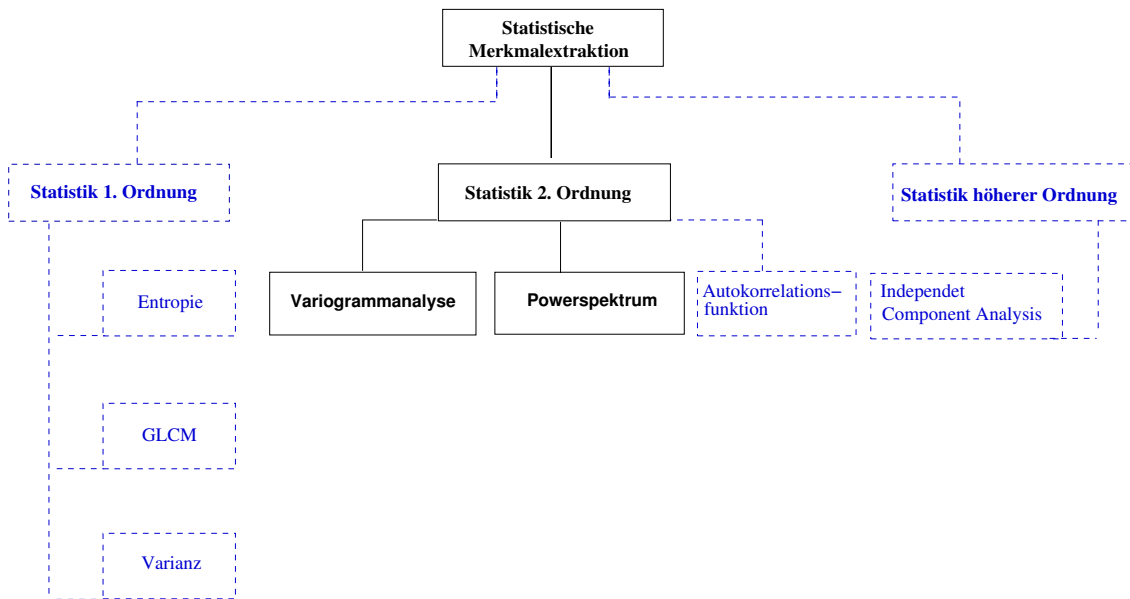 Statistische
Merkmalextraktion
Statistik 1. Ordnung
Statistik 2. Ordnung
Statistik höherer Ordnung
Entropie
Variogrammanalyse
Powerspektrum
Autokorrelations−
funktion
Independet
Component Analysis
GLCM
Varianz